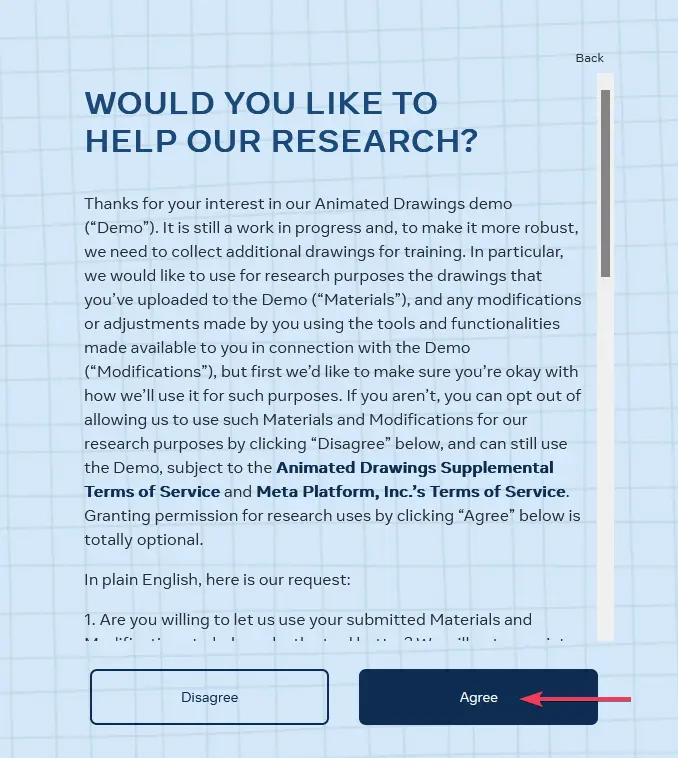 Back
WOULD YOU LIKE TO
HELP OUR RESEARCH?
Thanks for your interest in our Animated Drawings demo
(“Demo”). It is still a work in progress and, to make it more robust,
we need to collect additional drawings for training. In particular,
we would like to use for research purposes the drawings that
you’ve uploaded to the Demo (“Materials”), and any modifications
or adjustments made by you using the tools and functionalities
made available to you in connection with the Demo
(“Modifications”), but first we’d like to make sure you’re okay with
how we’ll use it for such purposes. If you aren’t, you can opt out of
allowing us to use such Materials and Modifications for our
research purposes by clicking “Disagree” below, and can still use
the Demo, subject to the Animated Drawings Supplemental
Terms of Service and Meta Platform, Inc.’s Terms of Service.
Granting permission for research uses by clicking “Agree” below is
totally optional.
In plain English, here is our request:
1. Are you willing to let us use your submitted Materials and
Disagree
Agree